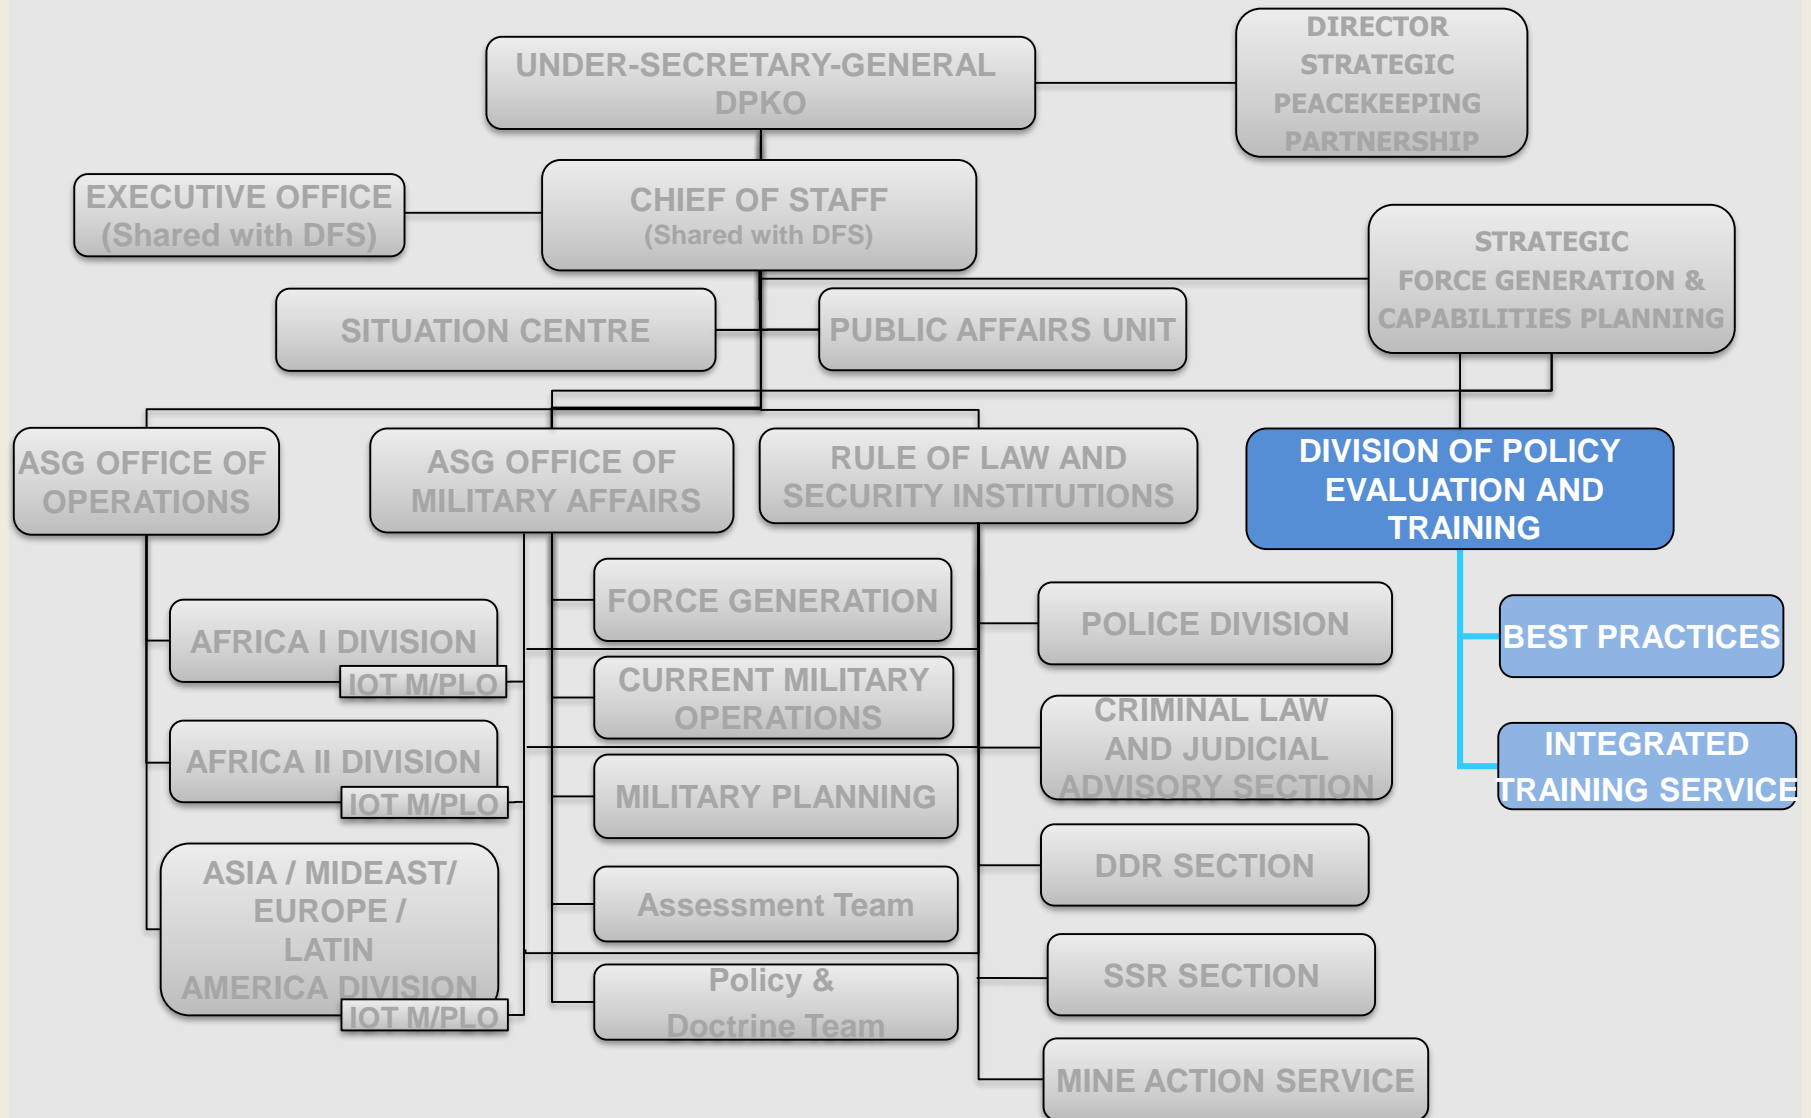 UNDER-SECRETARY-GENERAL
DPKO
DIRECTOR
STRATEGIC
PEACEKEEPING
PARTNERSHIP
EXECUTIVE OFFICE
(Shared with DFS)
CHIEF OF STAFF
(Shared with DFS)
STRATEGIC
FORCE GENERATION &
CAPABILITIES PLANNING
SITUATION CENTRE
PUBLIC AFFAIRS UNIT
ASG OFFICE OF
OPERATIONS
ASG OFFICE OF
MILITARY AFFAIRS
RULE OF LAW AND
SECURITY INSTITUTIONS
DIVISION OF POLICY
EVALUATION AND
TRAINING
AFRICA I DIVISION
IOT M/PLO
AFRICA II DIVISION
IOT M/PLO
ASIA / MIDEAST/
EUROPE /
LATIN
AMERICA DIVISION
IOT M/PLO
FORCE GENERATION
CURRENT MILITARY
OPERATIONS
MILITARY PLANNING
Assessment Team
Policy &
Doctrine Team
POLICE DIVISION
CRIMINAL LAW
AND JUDICIAL
ADVISORY SECTION
DDR SECTION
SSR SECTION
MINE ACTION SERVICE
BEST PRACTICES
INTEGRATED
TRAINING SERVICE